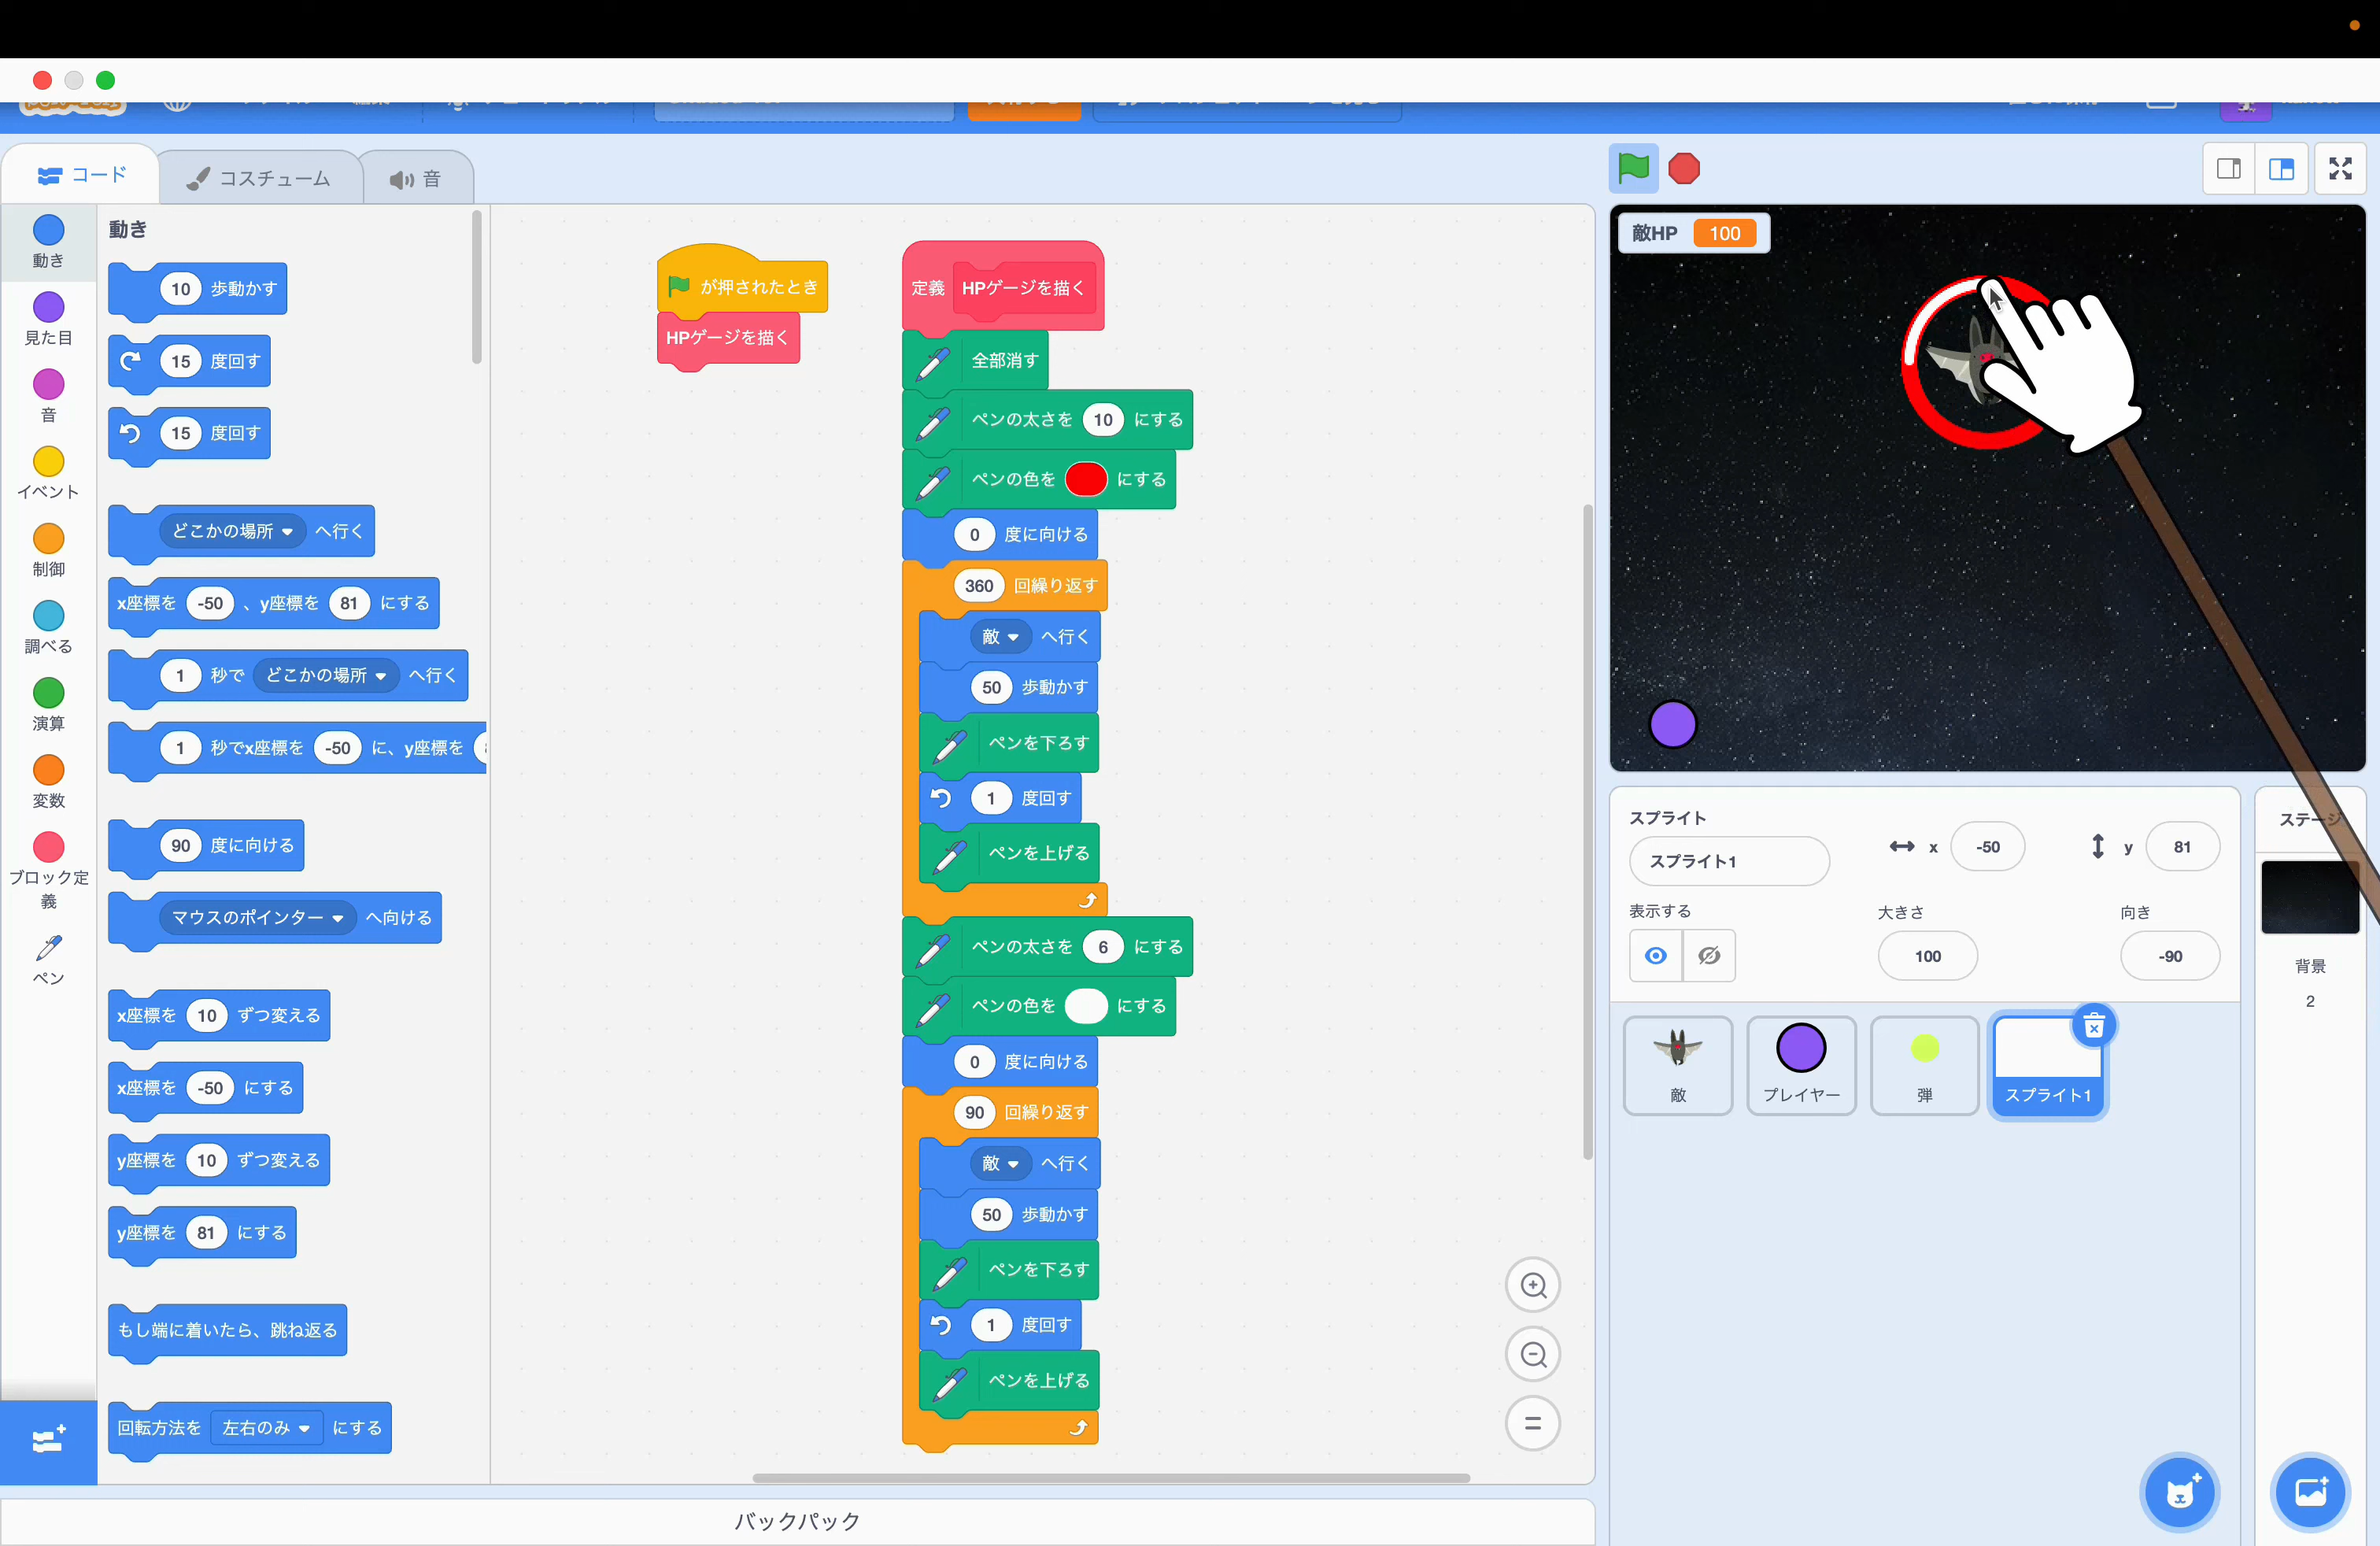 コード
コスチューム
音
動き
見た目
音
イベント
制御
調べる
演算
変数
ブロック定
義
ペン
動き
10 歩動かす
15 度回す
15 度回す
どこかの場所 へ行く
x座標を -50 、y座標を 81 にする
1 秒で どこかの場所 へ行く
1 秒でx座標を -50 に、y座標を
90 度に向ける
マウスのポインター へ向ける
x座標を 10 ずつ変える
x座標を -50 にする
y座標を 10 ずつ変える
y座標を 81 にする
もし端に着いたら、跳ね返る
回転方法を 左右のみ にする
が押されたとき
HPゲージを描く
定義 HPゲージを描く
全部消す
ペンの太さを 10 にする
ペンの色を にする
0 度に向ける
360 回繰り返す
敵 へ行く
50 歩動かす
ペンを下ろす
1 度回す
ペンを上げる
ペンの太さを 6 にする
ペンの色を にする
0 度に向ける
90 回繰り返す
敵 へ行く
50 歩動かす
ペンを下ろす
1 度回す
ペンを上げる
バックパック
敵HP 100
スプライト
スプライト1
x -50
y 81
表示する
大きさ
100
向き
-90
敵
プレイヤー
弾
スプライト1
ステージ
背景
2